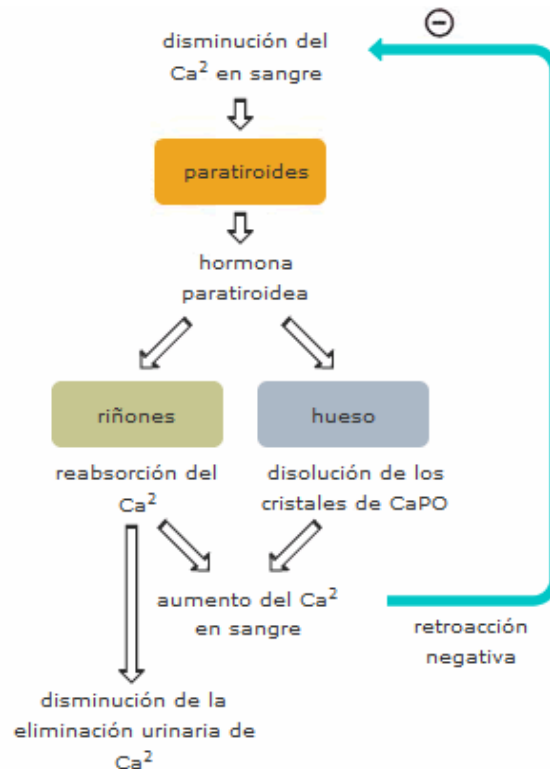 ⊖
disminución del
Ca² en sangre
paratiroides
hormona
paratiroidea
riñones
hueso
reabsorción del
Ca²
disolución de los
cristales de CaPO
aumento del Ca²
en sangre
retroacción
negativa
disminución de la
eliminación urinaria de
Ca²